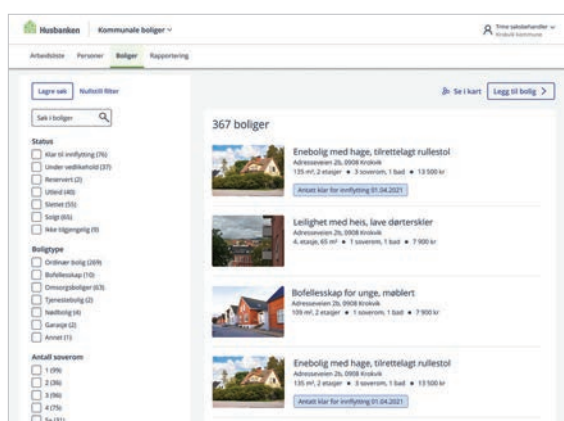 Husbanken
Kommunale boliger
Trine saksbehandler
Krokvik kommune
Arbeidsliste Personer Boliger Rapportering
Lagre søk Nullstill filter
Se i kart Legg til bolig
Søk i boliger
Status
Klar til innflytting (76)
Under vedlikehold (37)
Reservert (2)
Utleid (40)
Slettet (55)
Solgt (65)
Ikke tilgjengelig (9)
Boligtype
Ordinær bolig (269)
Bofellesskap (10)
Omsorgsboliger (63)
Tjenestebolig (2)
Nødbolig (4)
Garasje (2)
Annet (1)
Antall soverom
1 (99)
2 (36)
3 (96)
4 (75)
367 boliger
Enebolig med hage, tilrettelagt rullestol
Adresseveien 2b, 0908 Krokvik
135 m², 2 etasjer • 3 soverom, 1 bad • 13 500 kr
Antatt klar for innflytting 01.04.2021
Leilighet med heis, lave dørterskler
Adresseveien 2b, 0908 Krokvik
4. etasje, 65 m² • 1 soverom, 1 bad • 7 900 kr
Bofellesskap for unge, møblert
Adresseveien 2b, 0908 Krokvik
109 m², 2 etasjer • 1 soverom, 1 bad • 7 900 kr
Enebolig med hage, tilrettelagt rullestol
Adresseveien 2b, 0908 Krokvik
135 m², 2 etasjer • 3 soverom, 1 bad • 13 500 kr
Antatt klar for innflytting 01.04.2021